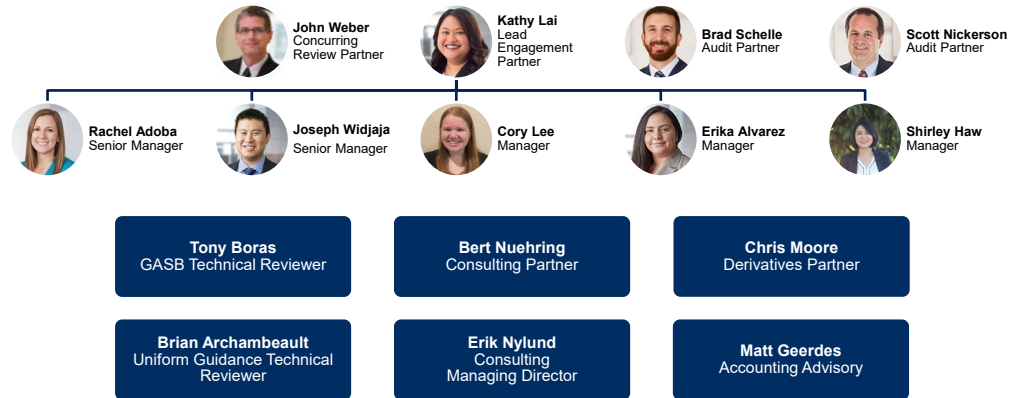 John Weber
Concurring
Review Partner
Kathy Lai
Lead
Engagement
Partner
Brad Schelle
Audit Partner
Scott Nickerson
Audit Partner
Rachel Adoba
Senior Manager
Joseph Widjaja
Senior Manager
Cory Lee
Manager
Erika Alvarez
Manager
Shirley Haw
Manager
Tony Boras
GASB Technical Reviewer
Bert Nuehring
Consulting Partner
Chris Moore
Derivatives Partner
Brian Archambeault
Uniform Guidance Technical
Reviewer
Erik Nylund
Consulting
Managing Director
Matt Geerdes
Accounting Advisory